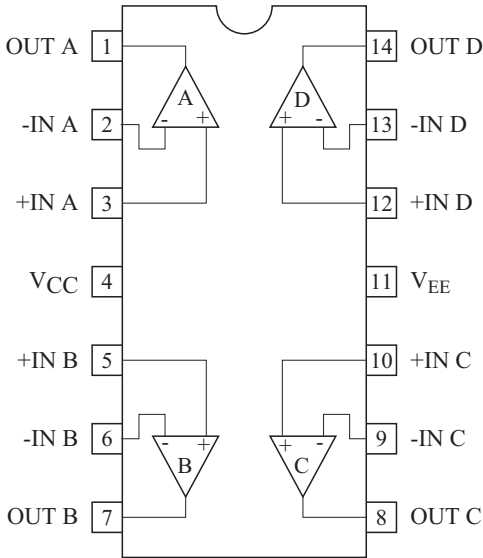 OUT A 1 14 OUT D
A D
-IN A 2 - + + - 13 -IN D
+IN A 3 12 +IN D
VCC 4 11 VEE
+IN B 5 10 +IN C
-IN B 6 - + + - 9 -IN C
B C
OUT B 7 8 OUT C